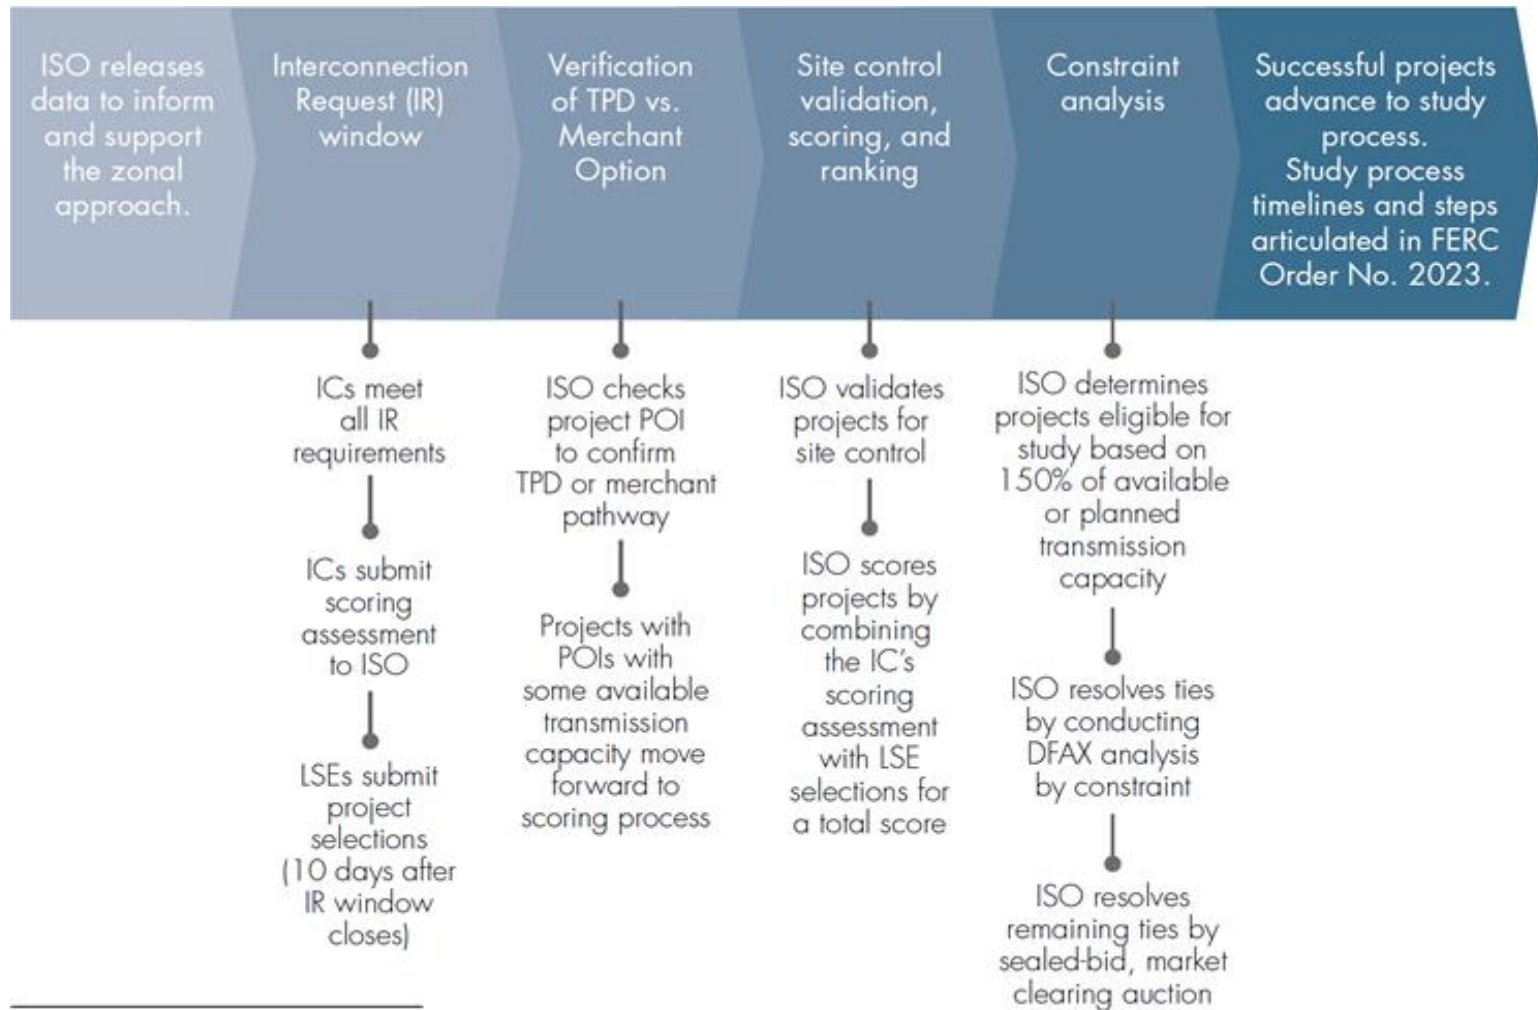 ISO releases
data to inform
and support
the zonal
approach.
Interconnection
Request (IR)
window
Verification
of TPD vs.
Merchant
Option
Site control
validation,
scoring, and
ranking
Constraint
analysis
Successful projects
advance to study
process.
Study process
timelines and steps
articulated in FERC
Order No. 2023.
ICs meet
all IR
requirements
ICs submit
scoring
assessment
to ISO
LSEs submit
project
selections
(10 days after
IR window
closes)
ISO checks
project POI
to confirm
TPD or merchant
pathway
Projects with
POIs with
some available
transmission
capacity move
forward to
scoring process
ISO validates
projects for
site control
ISO scores
projects by
combining
the IC's
scoring
assessment
with LSE
selections for
a total score
ISO determines
projects eligible for
study based on
150% of available
or planned
transmission
capacity
ISO resolves ties
by conducting
DFAX analysis
by constraint
ISO resolves
remaining ties by
sealed-bid, market
clearing auction